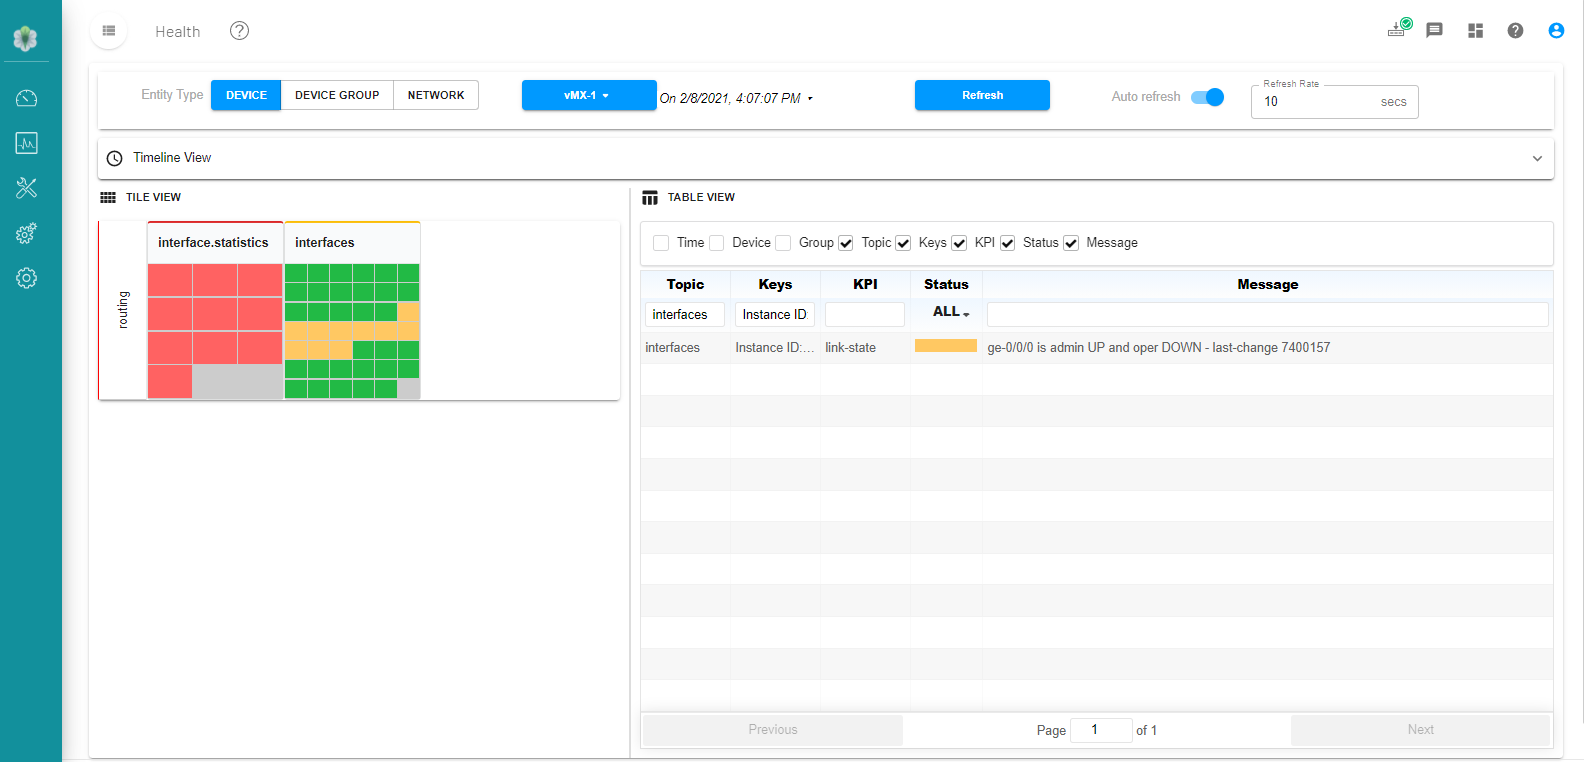 Health
Entity Type DEVICE DEVICE GROUP NETWORK vMX-1 On 2/8/2021, 4:07:07 PM Refresh Auto refresh Refresh Rate 10 secs
Timeline View
TILE VIEW
routing
interface.statistics interfaces
TABLE VIEW
Time Device Group Topic Keys KPI Status Message
Topic Keys KPI Status Message
interfaces Instance ID: ALL
interfaces Instance ID:... link-state ge-0/0/0 is admin UP and oper DOWN - last-change 7400157
Previous Page 1 of 1 Next